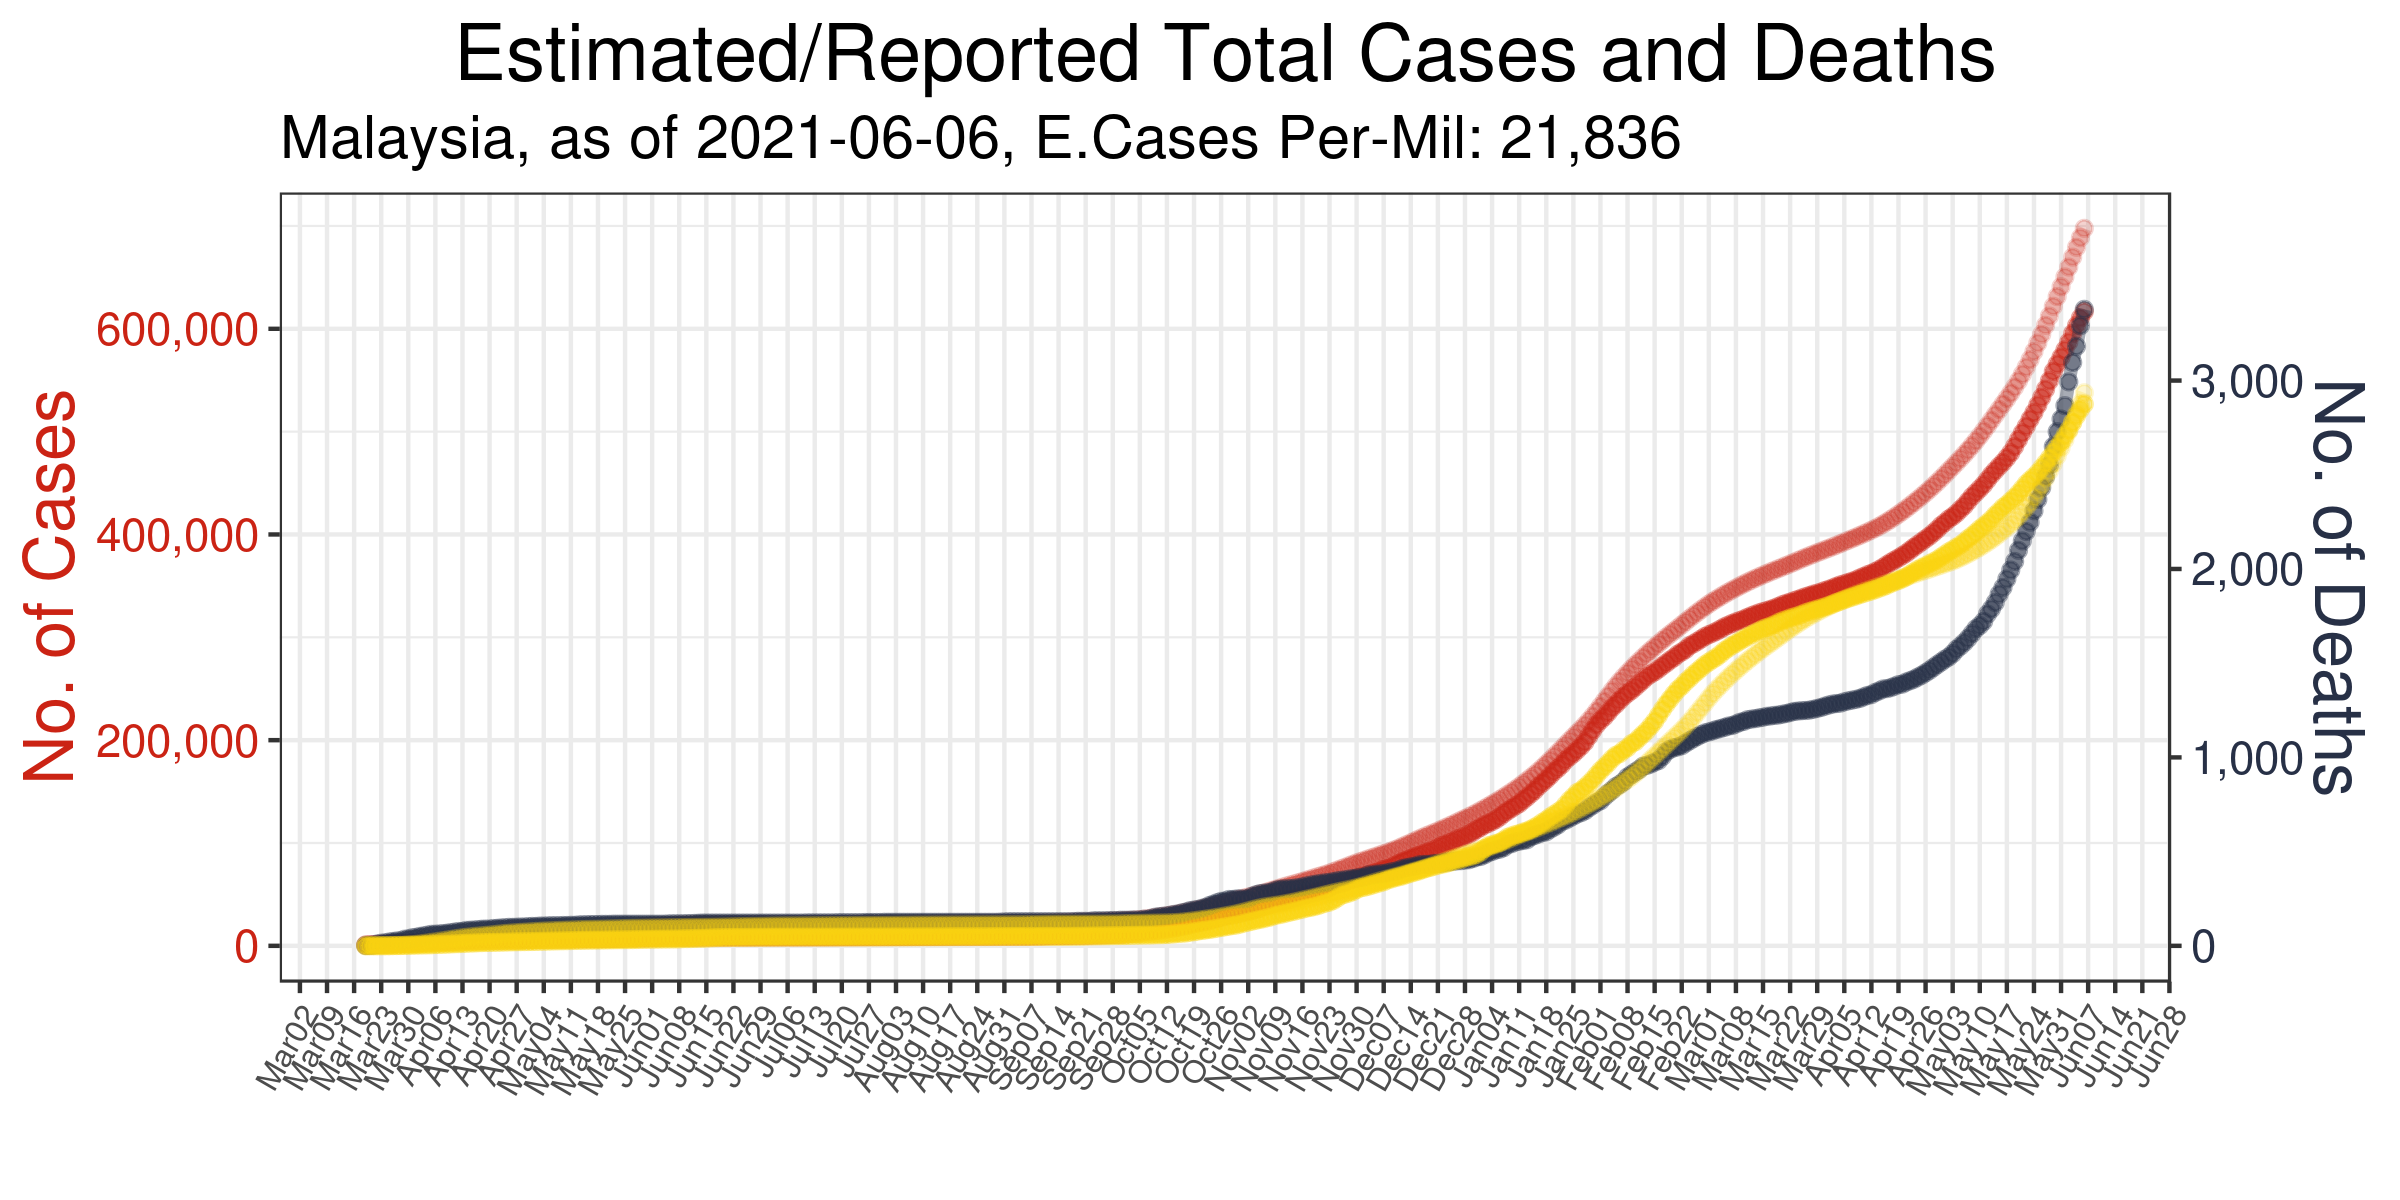 Estimated/Reported Total Cases and Deaths
Malaysia, as of 2021-06-06, E.Cases Per-Mil: 21,836
No. of Cases
600,000
400,000
200,000
0
3,000
2,000
1,000
0
No. of Deaths
Mar02
Mar09
Mar16
Mar23
Mar30
Apr06
Apr13
Apr20
Apr27
May04
May11
May18
May25
Jun01
Jun08
Jun15
Jun22
Jun29
Jul06
Jul13
Jul20
Jul27
Aug03
Aug10
Aug17
Aug24
Aug31
Sep07
Sep14
Sep21
Sep28
Oct05
Oct12
Oct19
Oct26
Nov02
Nov09
Nov16
Nov23
Nov30
Dec07
Dec14
Dec21
Dec28
Jan04
Jan11
Jan18
Jan25
Feb01
Feb08
Feb15
Feb22
Mar01
Mar08
Mar15
Mar22
Mar29
Apr05
Apr12
Apr19
Apr26
May03
May10
May17
May24
May31
Jun07
Jun14
Jun21
Jun28